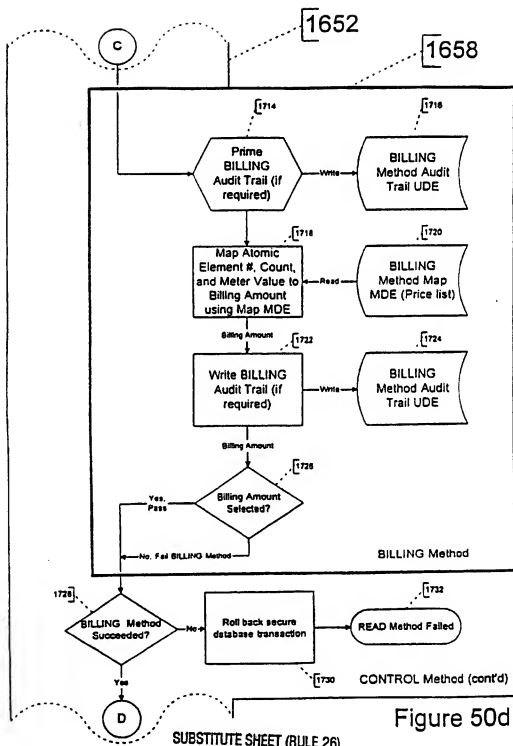 1652
C
1658
1714
1716
Prime
BILLING
Audit Trail (if
required)
Write
BILLING
Method Audit
Trail UDE
1718
1720
Map Atomic
Element #, Count,
and Meter Value to
Billing Amount
using Map MDE
Read
BILLING
Method Map
MDE (Price list)
Billing Amount
1722
1724
Write BILLING
Audit Trail (if
required)
Write
BILLING
Method Audit
Trail UDE
Billing Amount
1726
Yes,
Pass
Billing Amount
Selected?
No, Fail BILLING Method
BILLING Method
1728
1732
BILLING Method
Succeeded?
No
Roll back secure
database transaction
READ Method Failed
Yes
1730
CONTROL Method (cont'd)
D
Figure 50d
SUBSTITUTE SHEET (RULE 26)